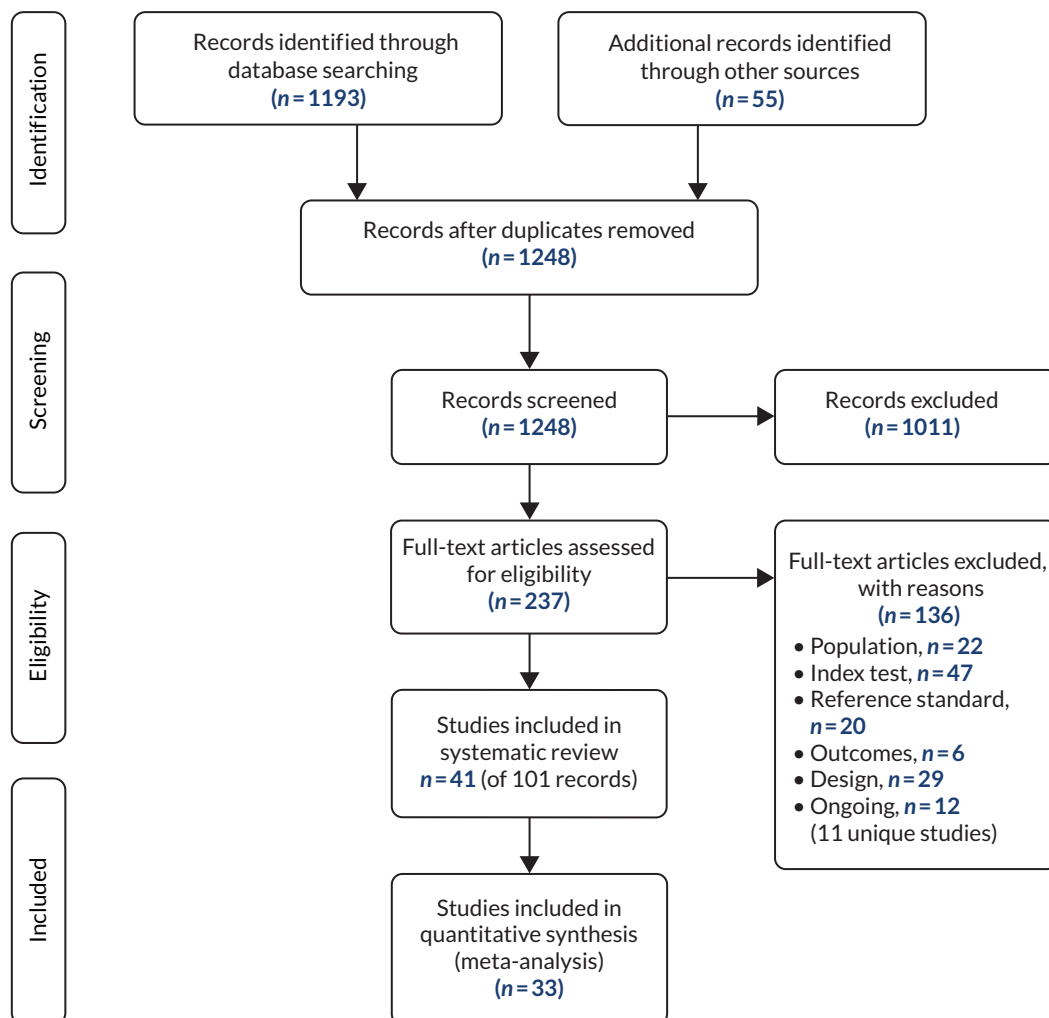 Identification
Records identified through
database searching
(n = 1193)
Additional records identified
through other sources
(n = 55)
Records after duplicates removed
(n = 1248)
Screening
Records screened
(n = 1248)
Records excluded
(n = 1011)
Eligibility
Full-text articles assessed
for eligibility
(n = 237)
Full-text articles excluded,
with reasons
(n = 136)
• Population, n = 22
• Index test, n = 47
• Reference standard,
n = 20
• Outcomes, n = 6
• Design, n = 29
• Ongoing, n = 12
(11 unique studies)
Studies included in
systematic review
n = 41 (of 101 records)
Included
Studies included in
quantitative synthesis
(meta-analysis)
(n = 33)